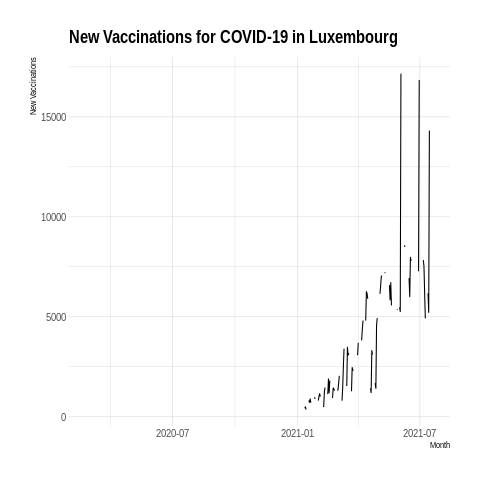 New Vaccinations for COVID-19 in Luxembourg
New Vaccinations
15000
10000
5000
0
2020-07
2021-01
2021-07
Month